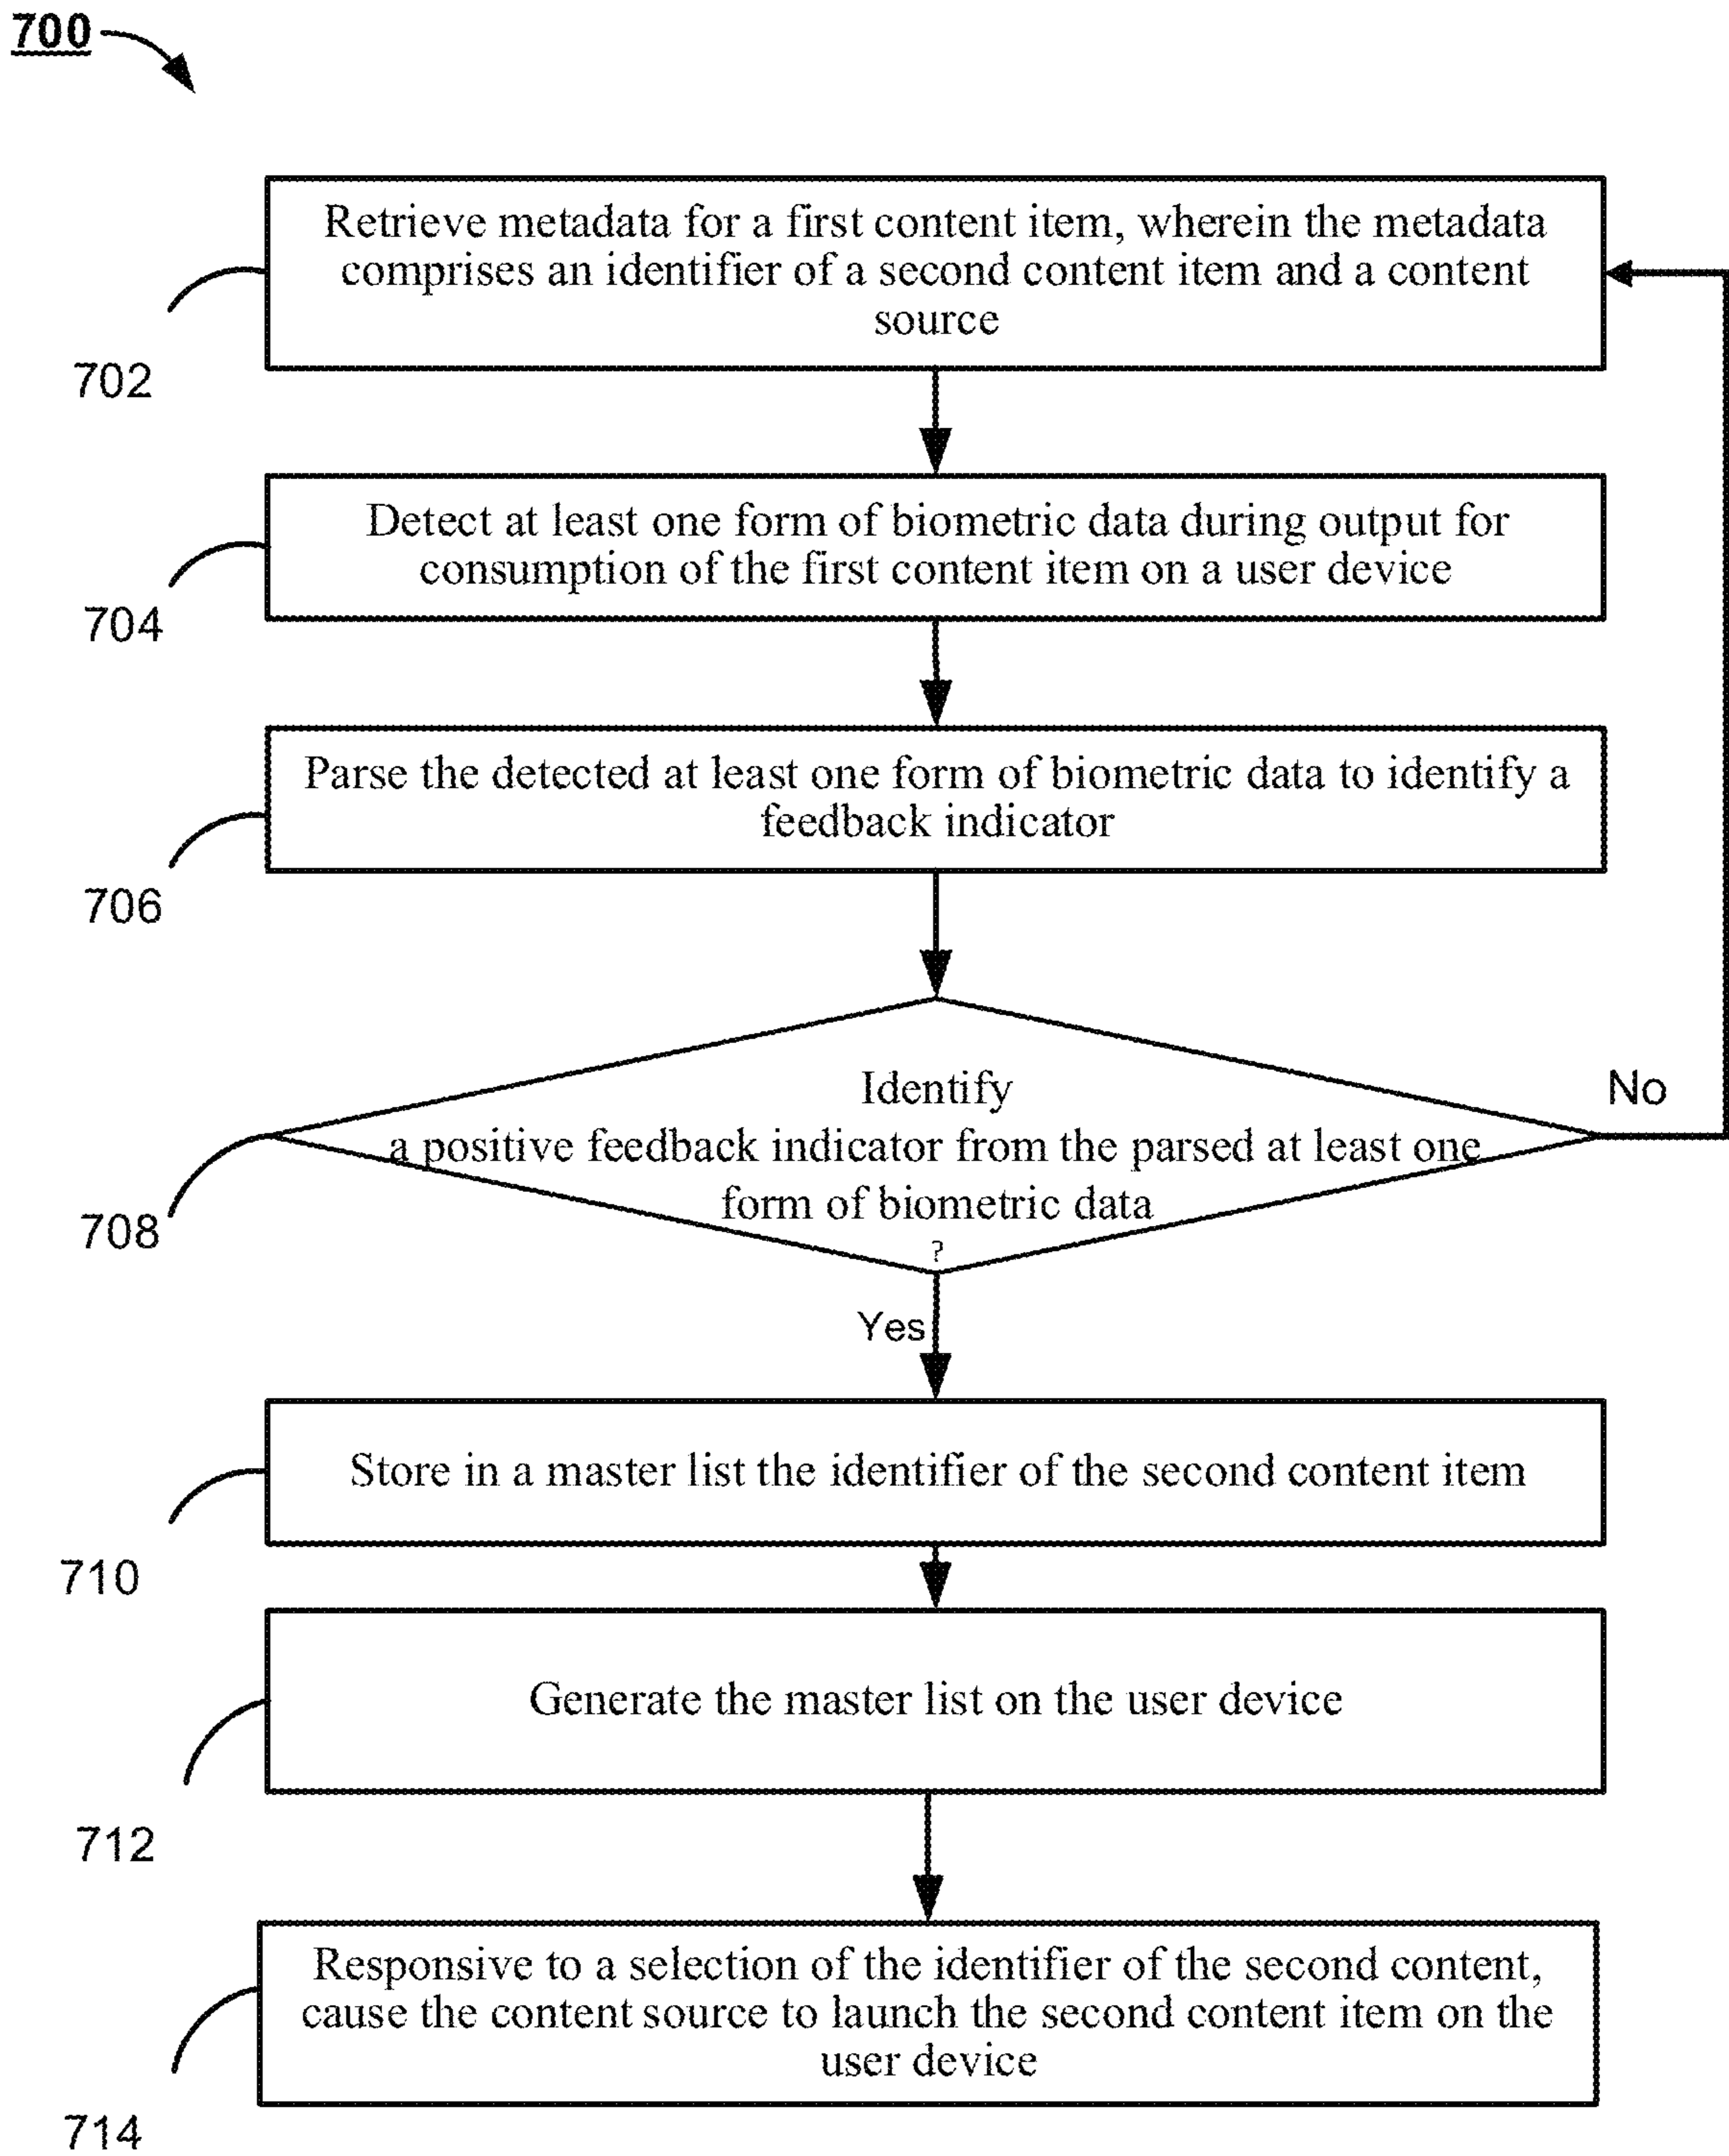 700
Retrieve metadata for a first content item, wherein the metadata
comprises an identifier of a second content item and a content
source
702
Detect at least one form of biometric data during output for
consumption of the first content item on a user device
704
Parse the detected at least one form of biometric data to identify a
feedback indicator
706
Identify
a positive feedback indicator from the parsed at least one
form of biometric data
?
No
708
Yes
Store in a master list the identifier of the second content item
710
Generate the master list on the user device
712
Responsive to a selection of the identifier of the second content,
cause the content source to launch the second content item on the
user device
714